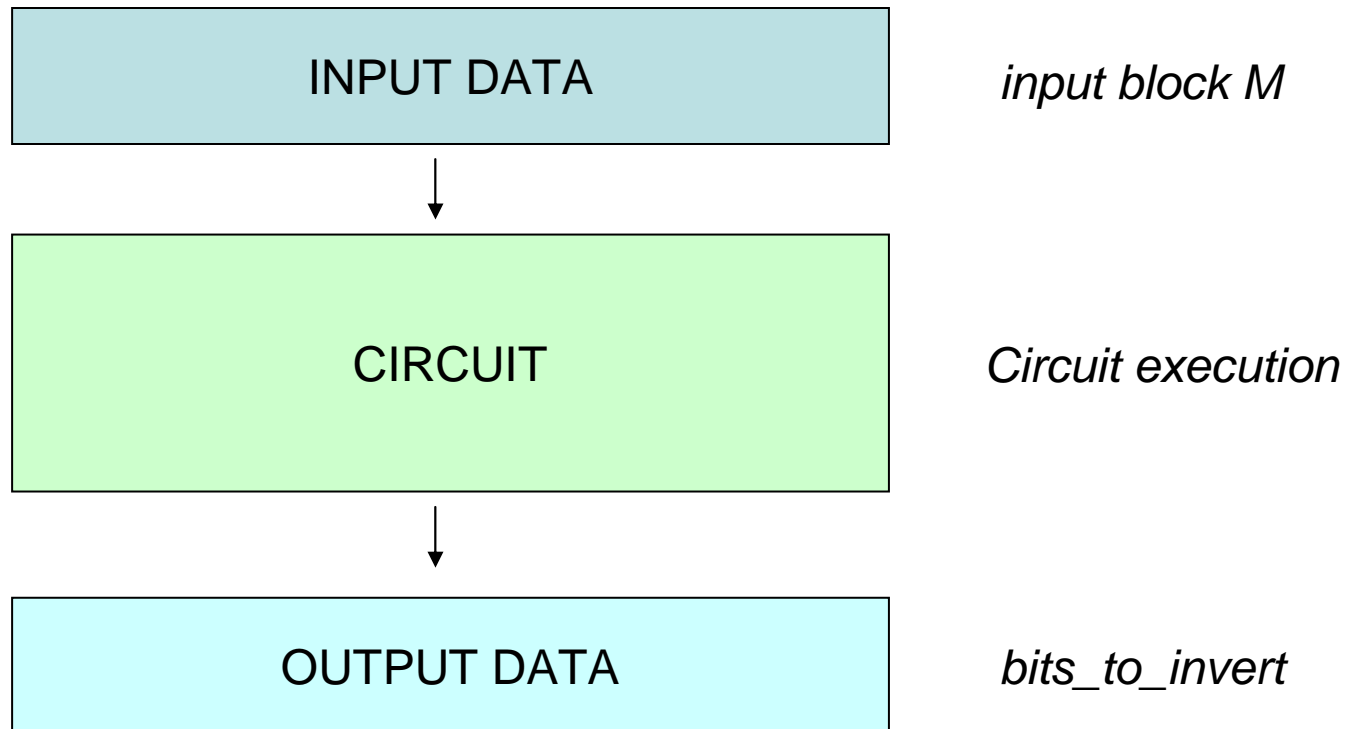 INPUT DATA
input block M
CIRCUIT
Circuit execution
OUTPUT DATA
bits_to_invert